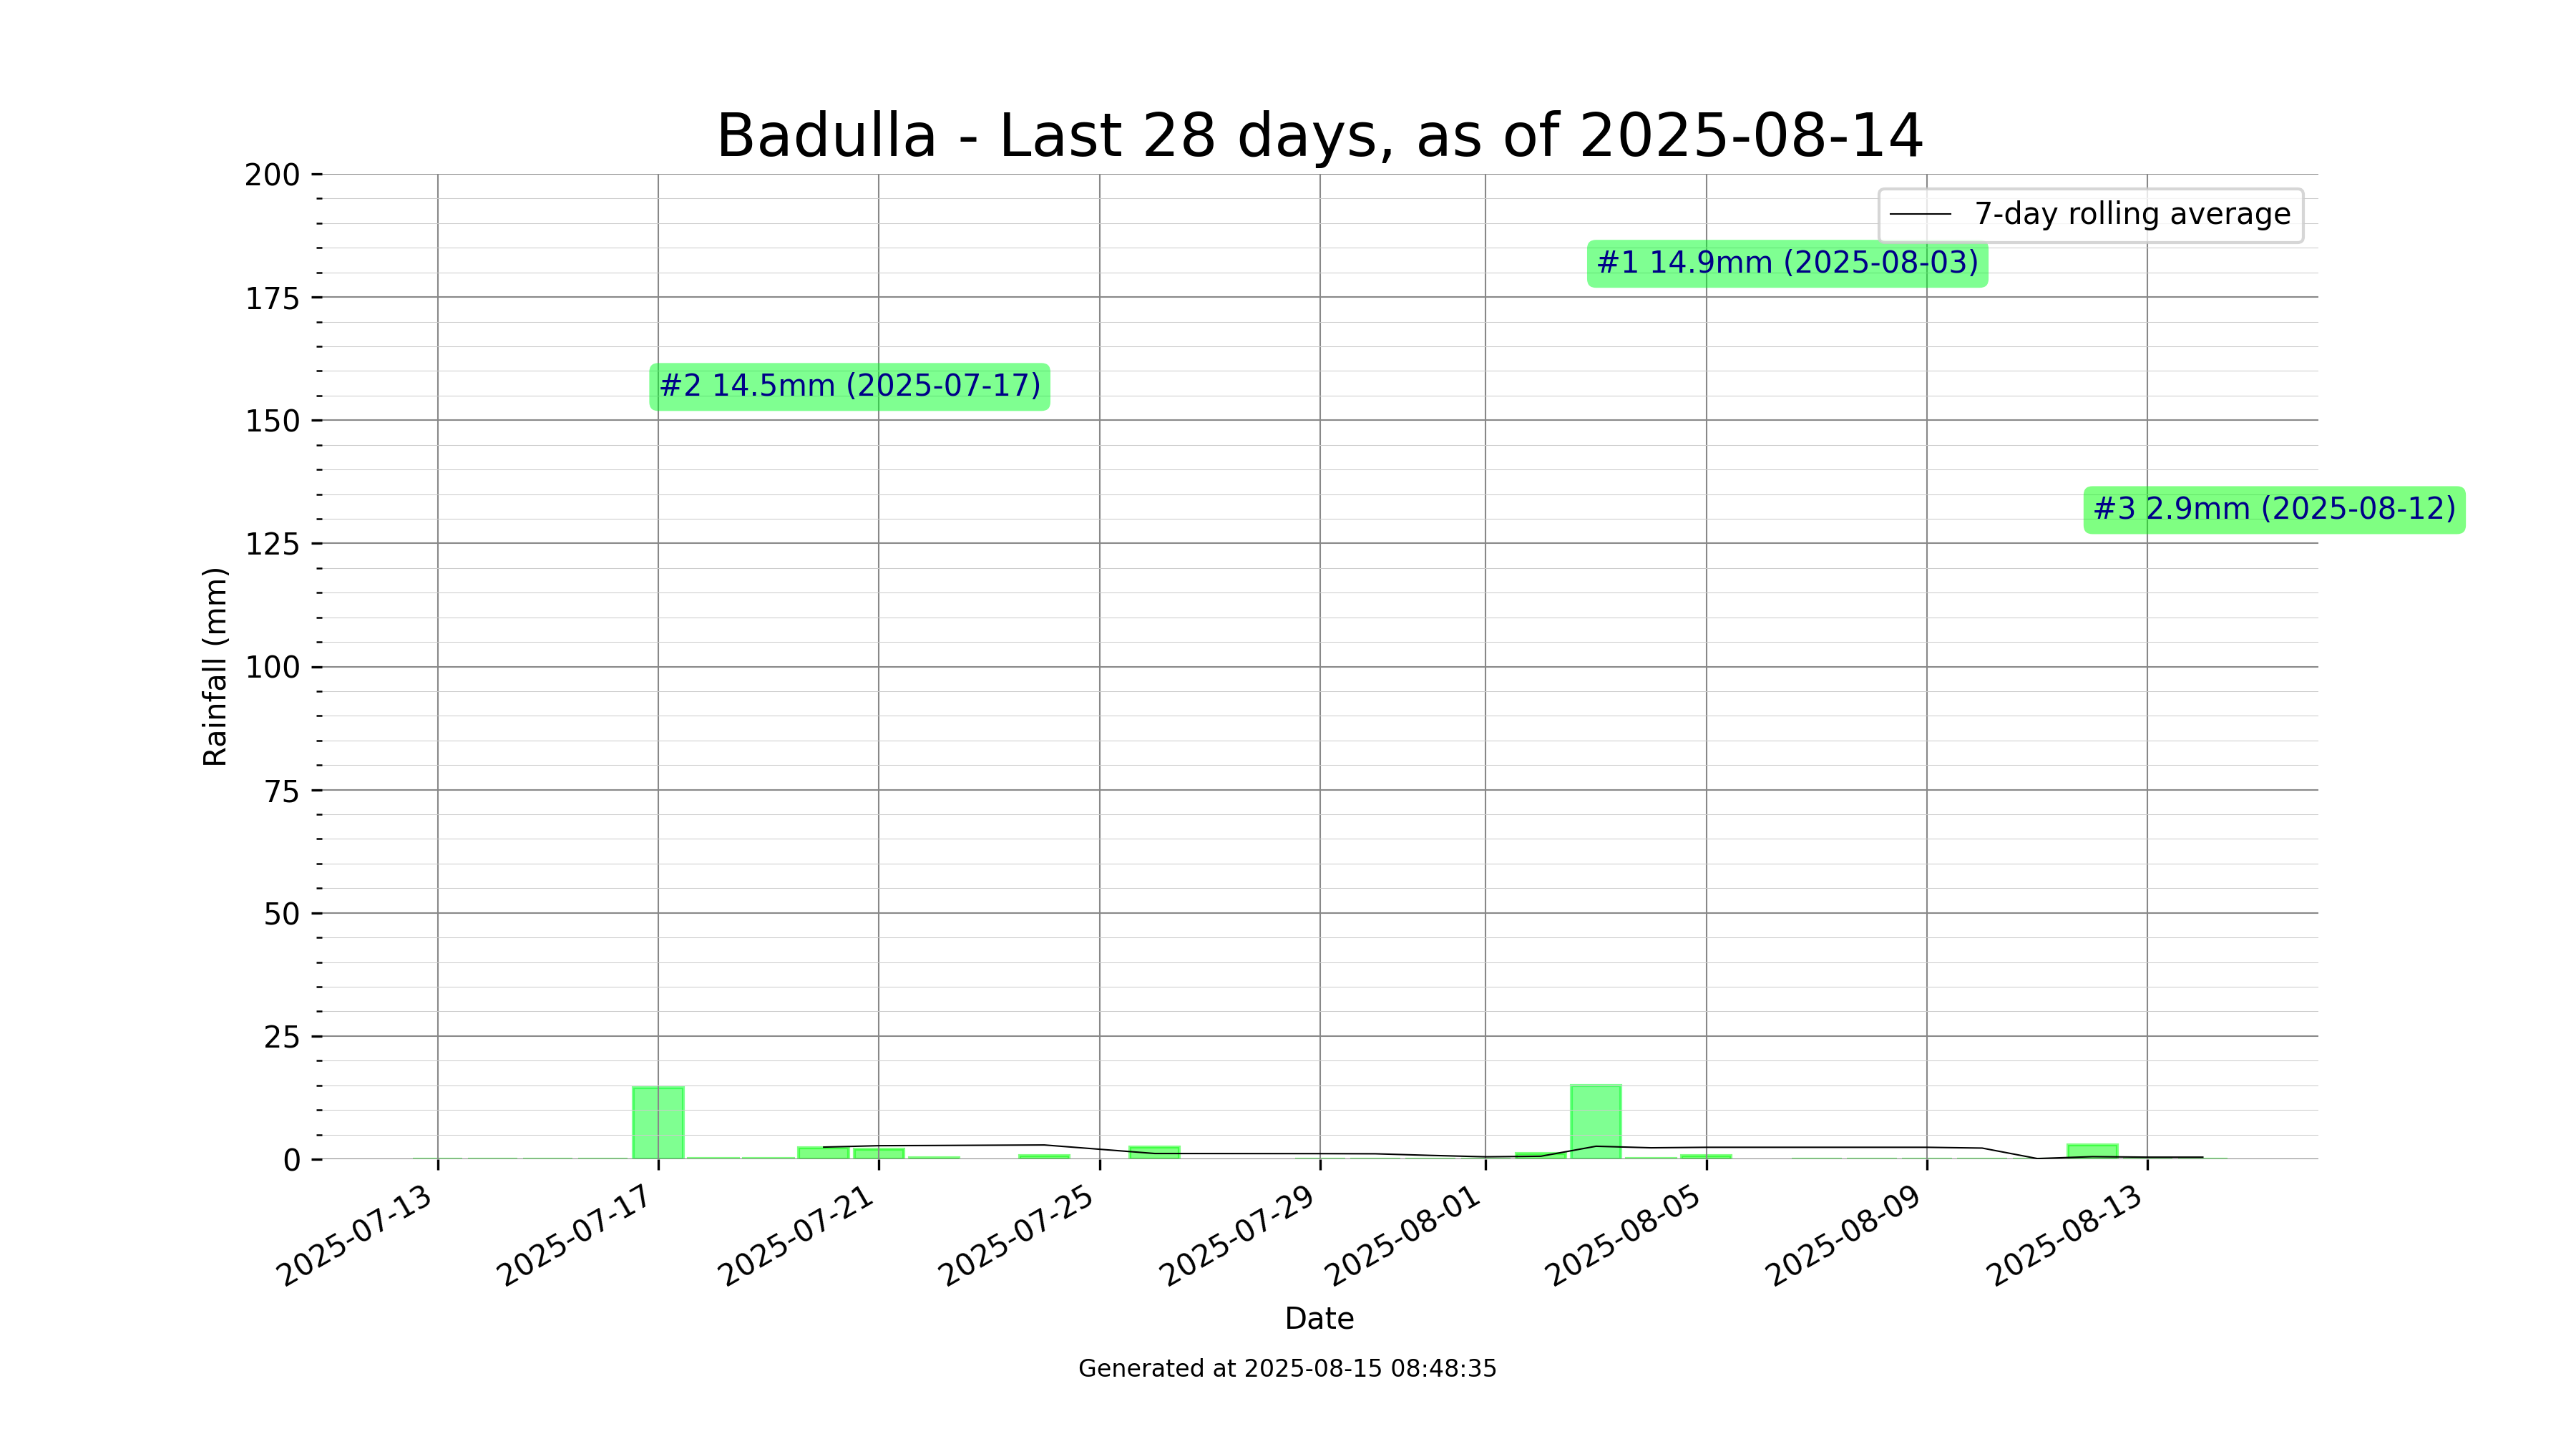 Badulla - Last 28 days, as of 2025-08-14
200
175
150
125
100
75
50
25
0
Rainfall (mm)
7-day rolling average
#1 14.9mm (2025-08-03)
#2 14.5mm (2025-07-17)
#3 2.9mm (2025-08-12)
2025-07-13
2025-07-17
2025-07-21
2025-07-25
2025-07-29
2025-08-01
2025-08-05
2025-08-09
2025-08-13
Date
Generated at 2025-08-15 08:48:35